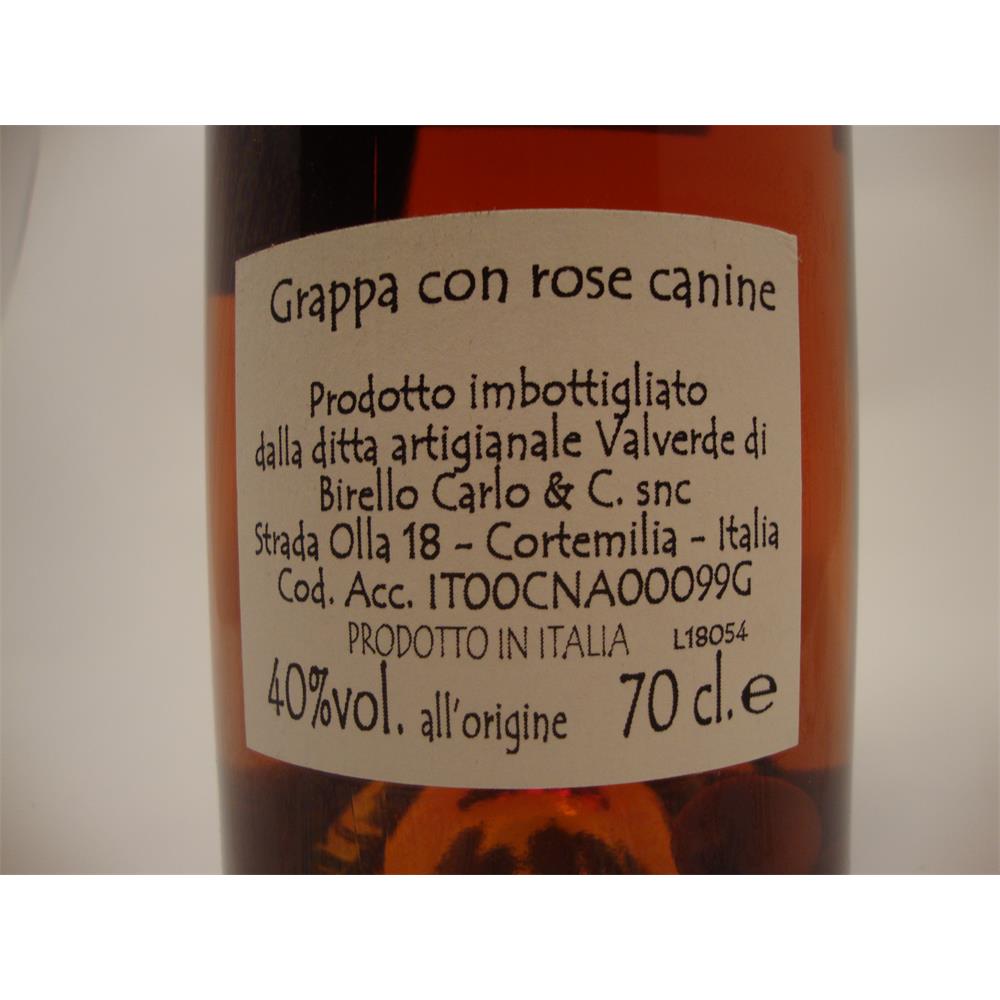 Grappa con rose canine
Prodotto imbottigliato
dalla ditta artigianale Valverde di
Birello Carlo & C. snc
Strada Olla 18 - Cortemilia - Italia
Cod. Acc. IT00CNA00099G
PRODOTTO IN ITALIA L18054
40%vol. all'origine 70 cl. e